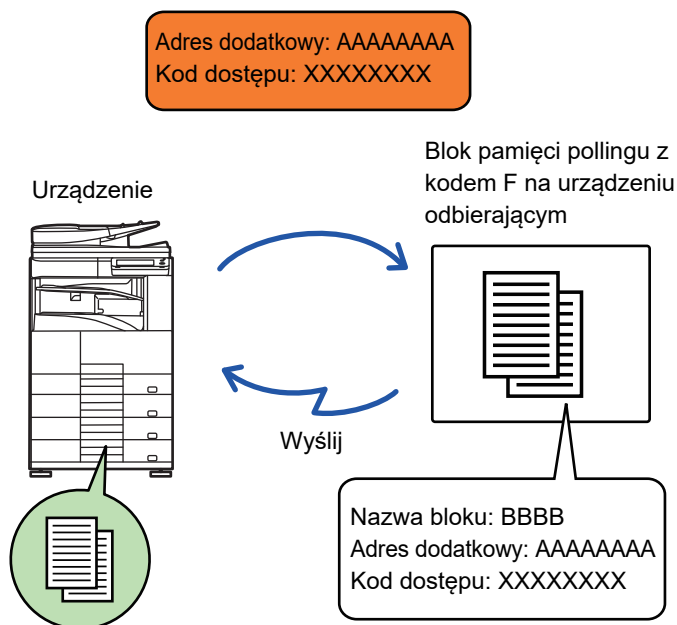 Adres dodatkowy: AAAAAAAA
Kod dostępu: XXXXXXXX
Blok pamięci pollingu z
kodem F na urządzeniu
odbierającym
Urządzenie
Wyślij
Nazwa bloku: BBBB
Adres dodatkowy: AAAAAAAA
Kod dostępu: XXXXXXXX